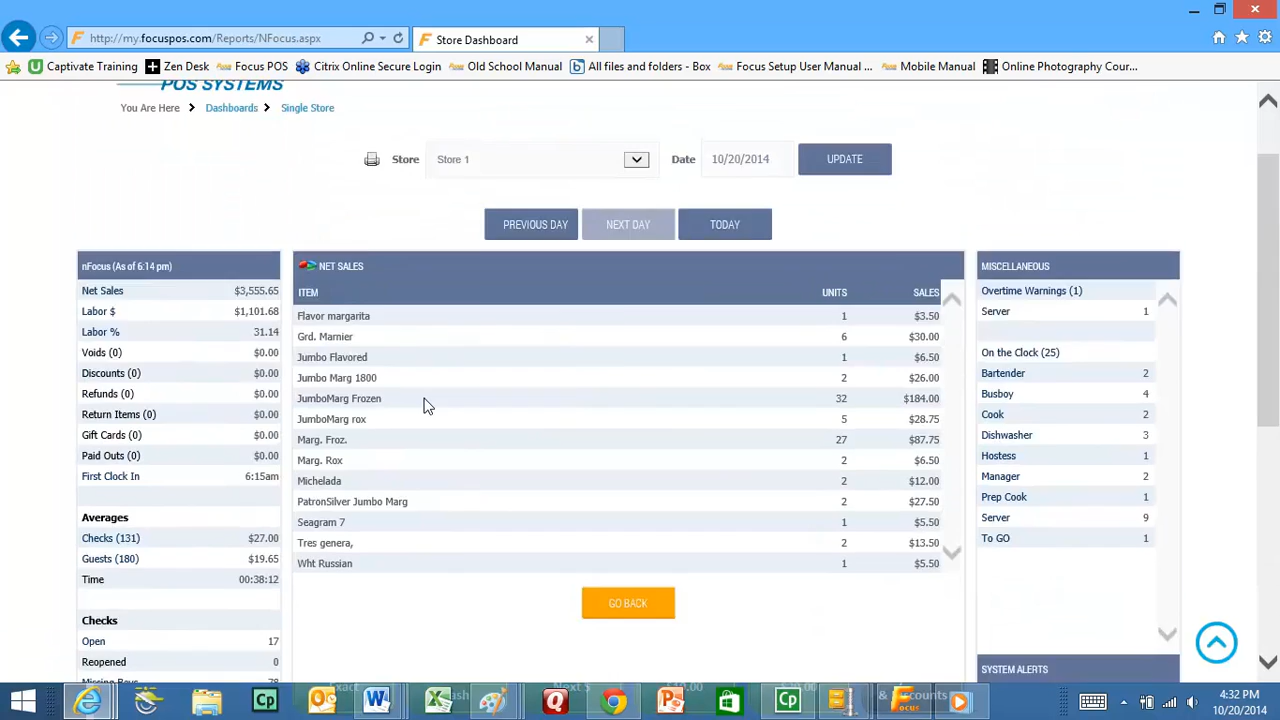 http://my.focuspos.com/Reports/NFocus.aspx
Store Dashboard
Captivate Training
Zen Desk
Focus POS
Citrix Online Secure Login
Old School Manual
All files and folders - Box
Focus Setup User Manual ...
Mobile Manual
Online Photography Cour...
POS SYSTEMS
You Are Here > Dashboards > Single Store
Store Store 1 Date 10/20/2014 UPDATE
PREVIOUS DAY NEXT DAY TODAY
nFocus (As of 6:14 pm)
Net Sales $3,555.65
Labor $ $1,101.68
Labor % 31.14
Voids (0) $0.00
Discounts (0) $0.00
Refunds (0) $0.00
Return Items (0) $0.00
Gift Cards (0) $0.00
Paid Outs (0) $0.00
First Clock In 6:15am
Averages
Checks (131) $27.00
Guests (180) $19.65
Time 00:38:12
Checks
Open 17
Reopened 0
Missing Revs 78
NET SALES
ITEM UNITS SALES
Flavor margarita 1 $3.50
Grd. Marnier 6 $30.00
Jumbo Flavored 1 $6.50
Jumbo Marg 1800 2 $26.00
JumboMarg Frozen 32 $184.00
JumboMarg rox 5 $28.75
Marg. Froz. 27 $87.75
Marg. Rox 2 $6.50
Michelada 2 $12.00
PatronSilver Jumbo Marg 2 $27.50
Seagram 7 1 $5.50
Tres genera, 2 $13.50
Wht Russian 1 $5.50
GO BACK
MISCELLANEOUS
Overtime Warnings (1)
Server 1
On the Clock (25)
Bartender 2
Busboy 4
Cook 2
Dishwasher 3
Hostess 1
Manager 2
Prep Cook 1
Server 9
To GO 1
SYSTEM ALERTS
Exact
Cash
Next $
& Discounts
Focus
4:32 PM
10/20/2014